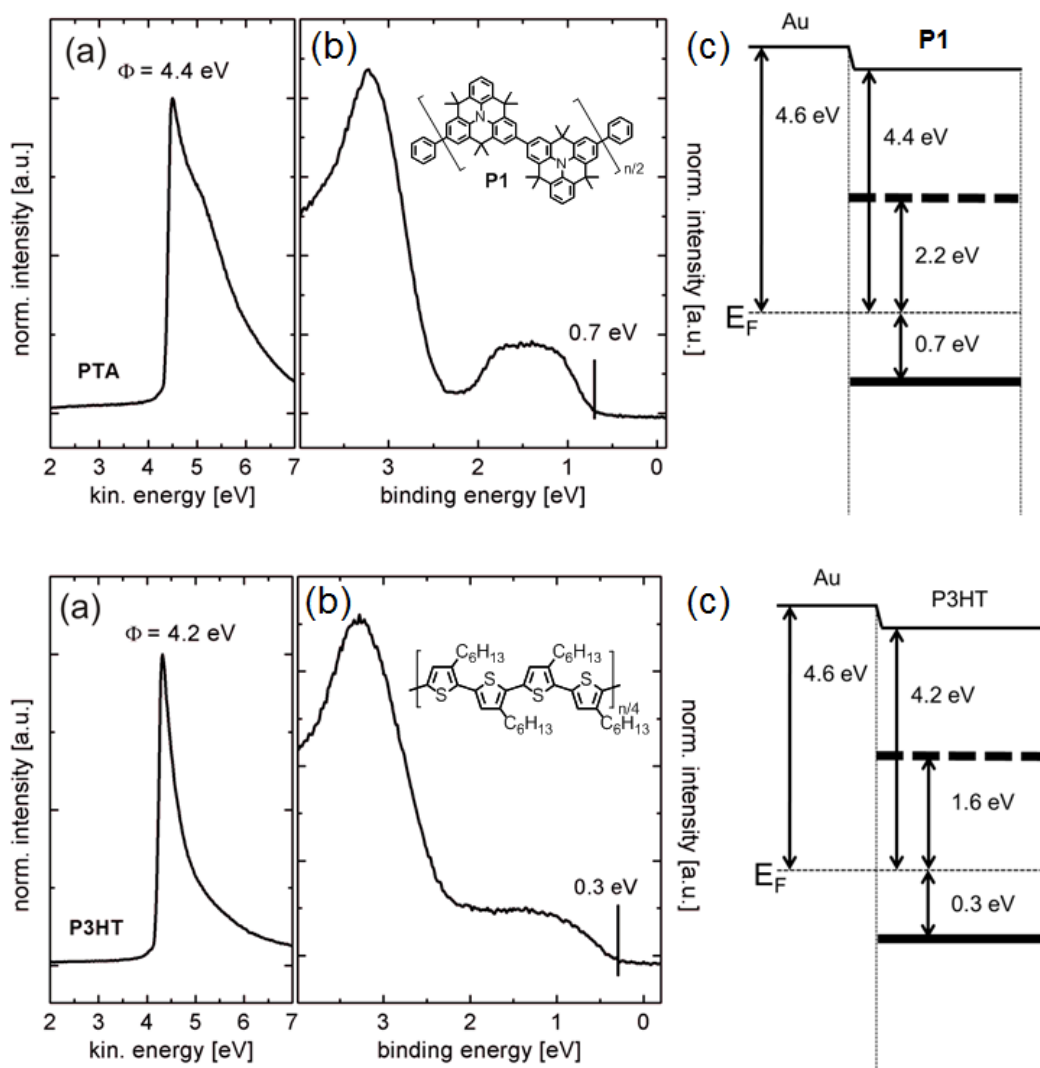 (a)
Φ = 4.4 eV
norm. intensity [a.u.]
PTA
2 3 4 5 6 7
kin. energy [eV]
(b)
N
N
n/2
P1
0.7 eV
3 2 1 0
binding energy [eV]
norm. intensity [a.u.]
(c)
Au
P1
4.6 eV
4.4 eV
2.2 eV
E_F
0.7 eV
(a)
Φ = 4.2 eV
norm. intensity [a.u.]
P3HT
2 3 4 5 6 7
kin. energy [eV]
(b)
C₆H₁₃
C₆H₁₃
S
S
S
S
n/4
C₆H₁₃
C₆H₁₃
0.3 eV
3 2 1 0
binding energy [eV]
norm. intensity [a.u.]
(c)
Au
P3HT
4.6 eV
4.2 eV
1.6 eV
E_F
0.3 eV